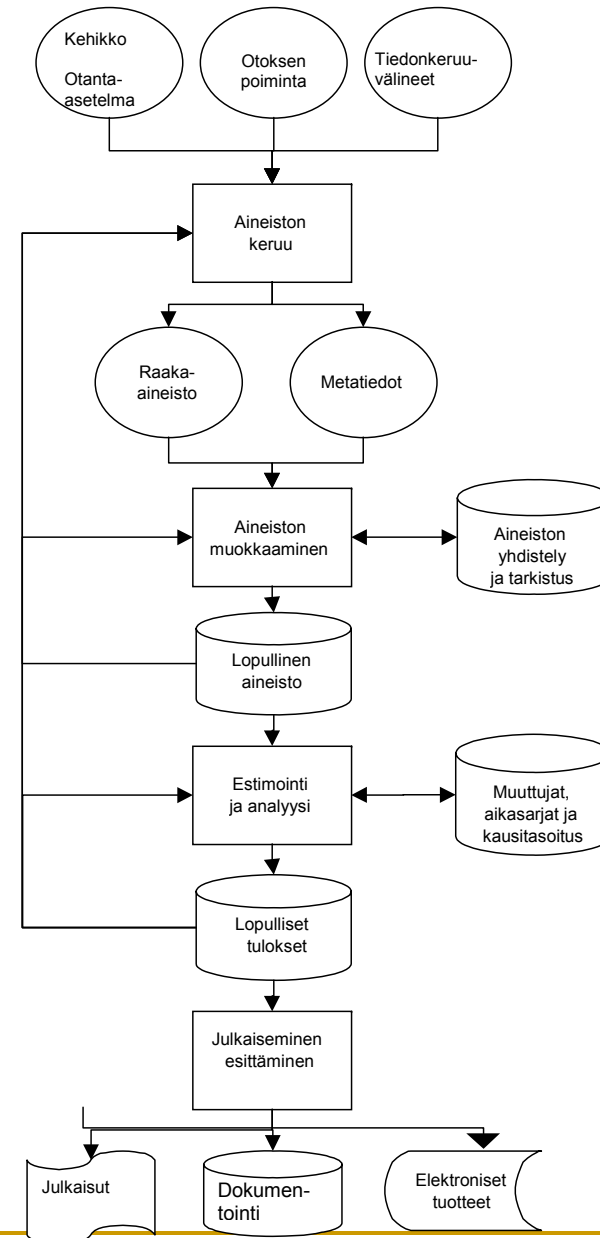 Kehikko
Otanta-
asetelma
Otoksen
poiminta
Tiedonkeruu-
välineet
Aineiston
keruu
Raaka-
aineisto
Metatiedot
Aineiston
muokkaaminen
Aineiston
yhdistely
ja tarkistus
Lopullinen
aineisto
Estimointi
ja analyysi
Muuttujat,
aikasarjat ja
kausitasoitus
Lopulliset
tulokset
Julkaiseminen
esittäminen
Julkaisut
Dokumen-
tointi
Elektroniset
tuotteet